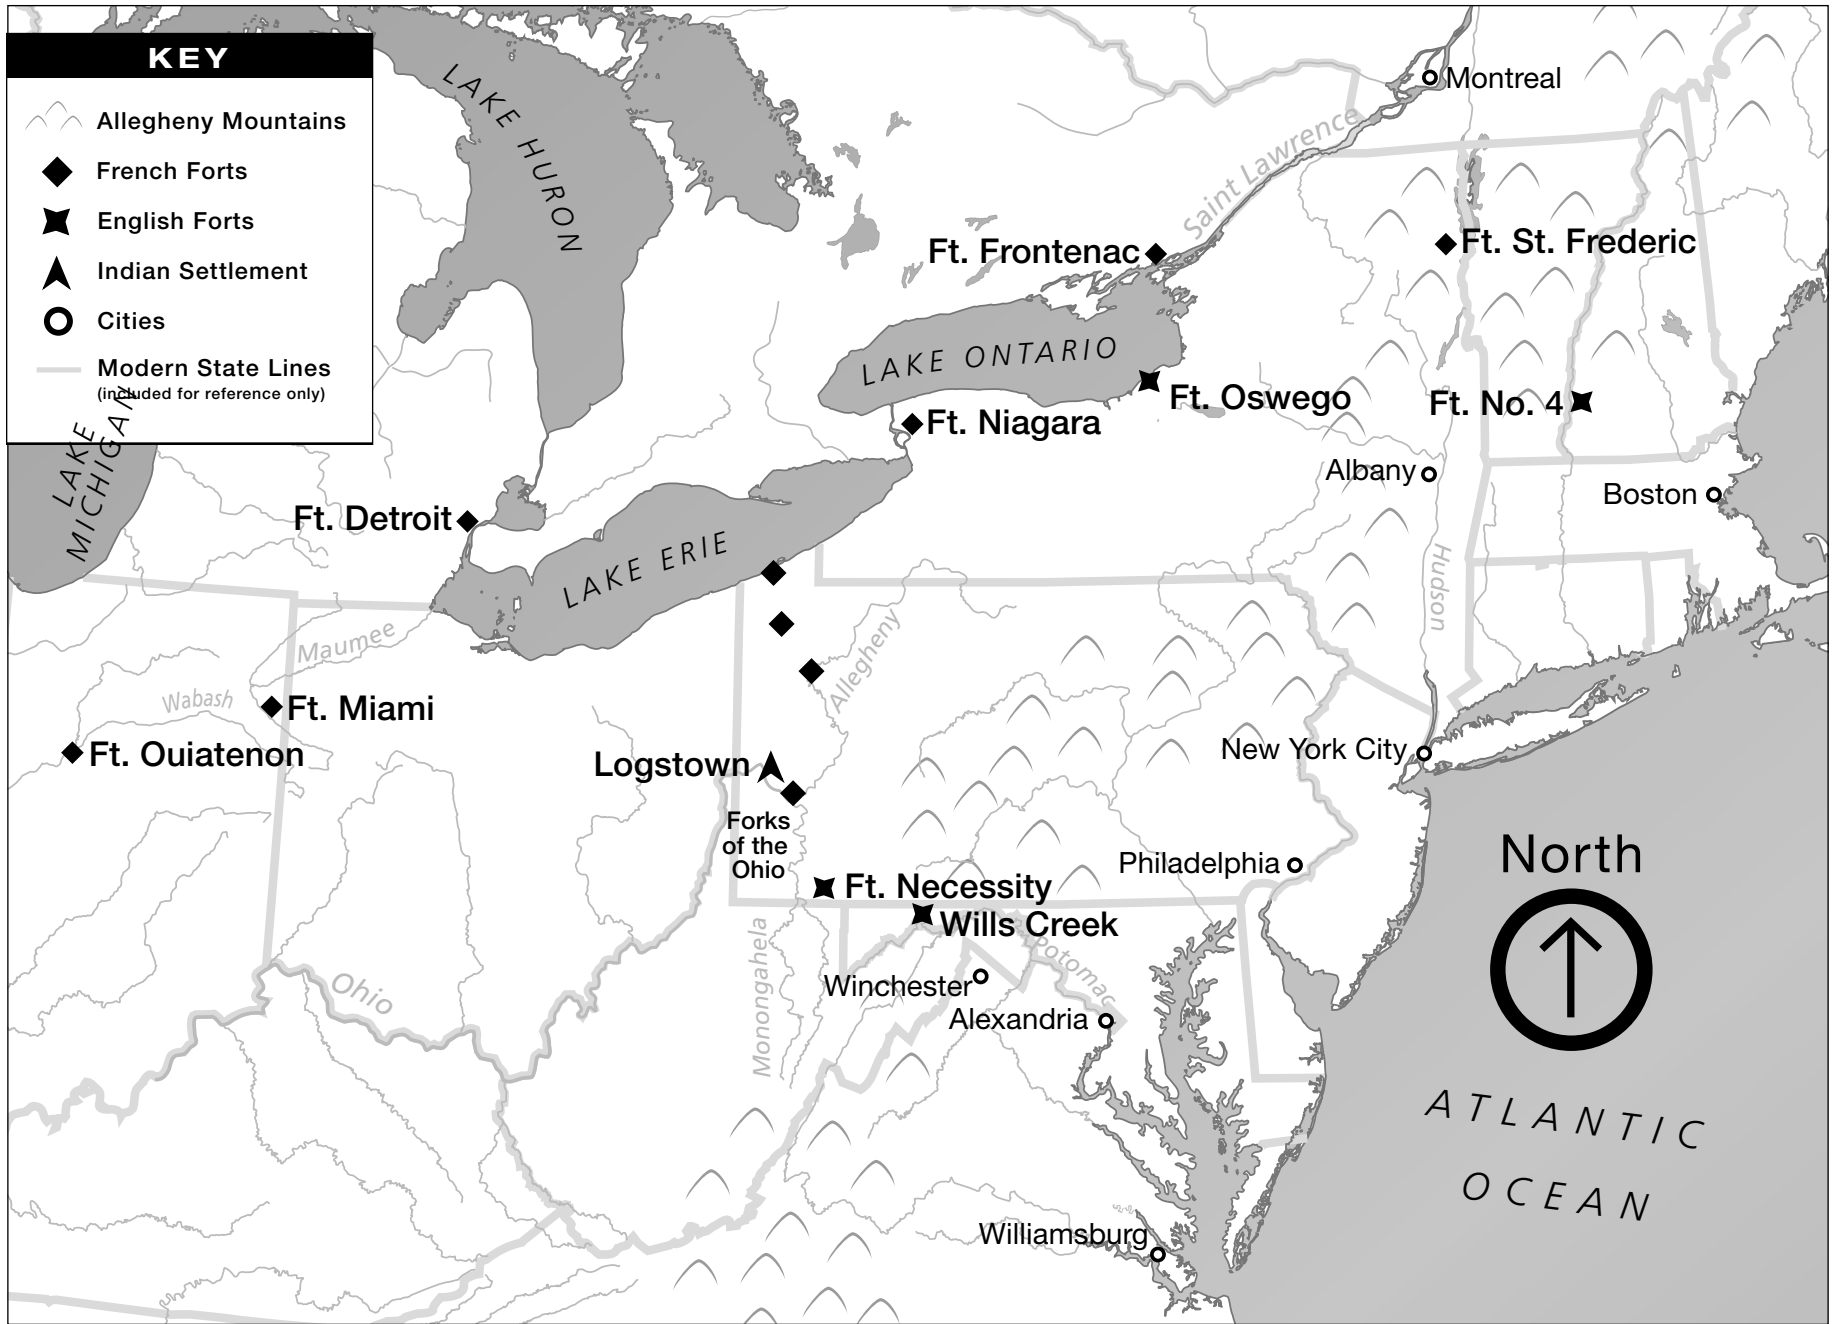 KEY
Allegheny Mountains
French Forts
English Forts
Indian Settlement
Cities
Modern State Lines
(included for reference only)
LAKE HURON
LAKE
MICHIGAN
Montreal
Saint Lawrence
Ft. Frontenac
Ft. St. Frederic
LAKE ONTARIO
Ft. Oswego
Ft. No. 4
Ft. Niagara
Albany
Boston
Ft. Detroit
LAKE ERIE
Hudson
Maumee
Allegheny
Wabash
Ft. Miami
Ft. Ouiatenon
Logstown
New York City
Forks
of the
Ohio
Philadelphia
North
Ft. Necessity
Wills Creek
Monongahela
Potomac
Ohio
Winchester
Alexandria
ATLANTIC
OCEAN
Williamsburg